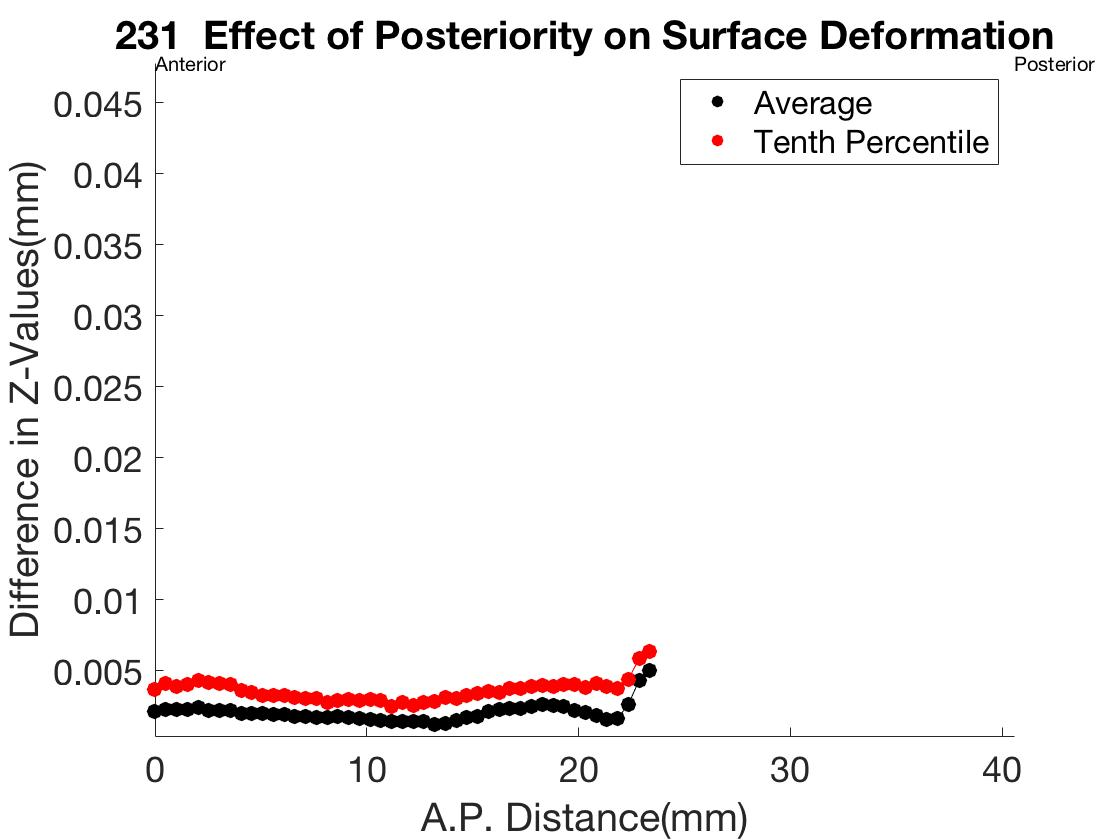 231  Effect of Posteriority on Surface Deformation
Anterior
Posterior
Average
Tenth Percentile
0.045
0.04
0.035
0.03
0.025
0.02
0.015
0.01
0.005
Difference in Z-Values(mm)
0 10 20 30 40
A.P. Distance(mm)